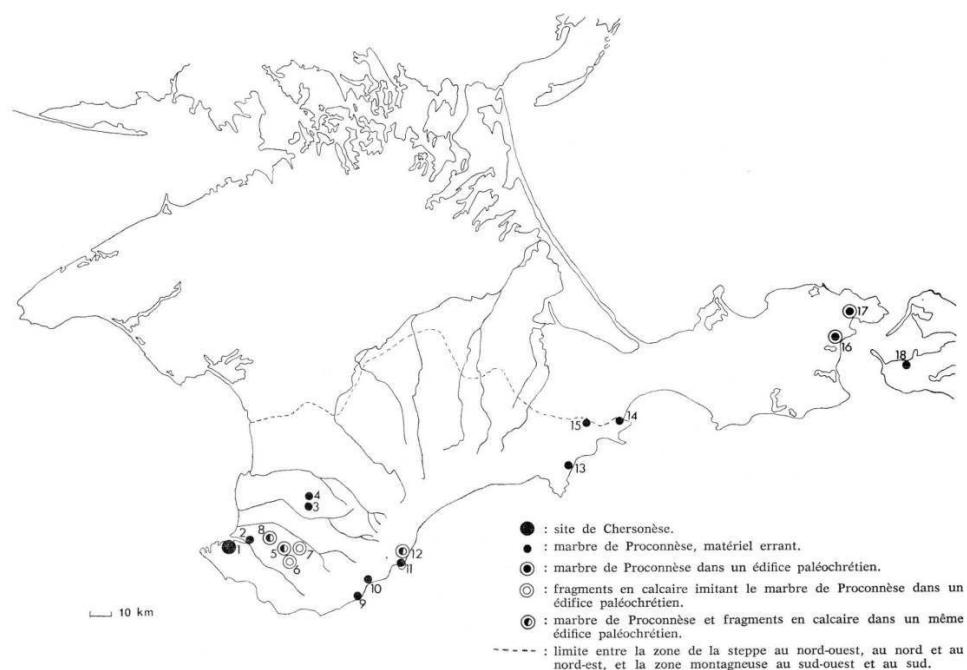 17
16
18
15
14
13
4
3
2
8
1
5
7
6
12
11
10
9
10 km
: site de Chersonèse.
: marbre de Proconnèse, matériel errant.
: marbre de Proconnèse dans un édifice paléochrétien.
: fragments en calcaire imitant le marbre de Proconnèse dans un
édifice paléochrétien.
: marbre de Proconnèse et fragments en calcaire dans un même
édifice paléochrétien.
: limite entre la zone de la steppe au nord-ouest, au nord et au
nord-est, et la zone montagneuse au sud-ouest et au sud.